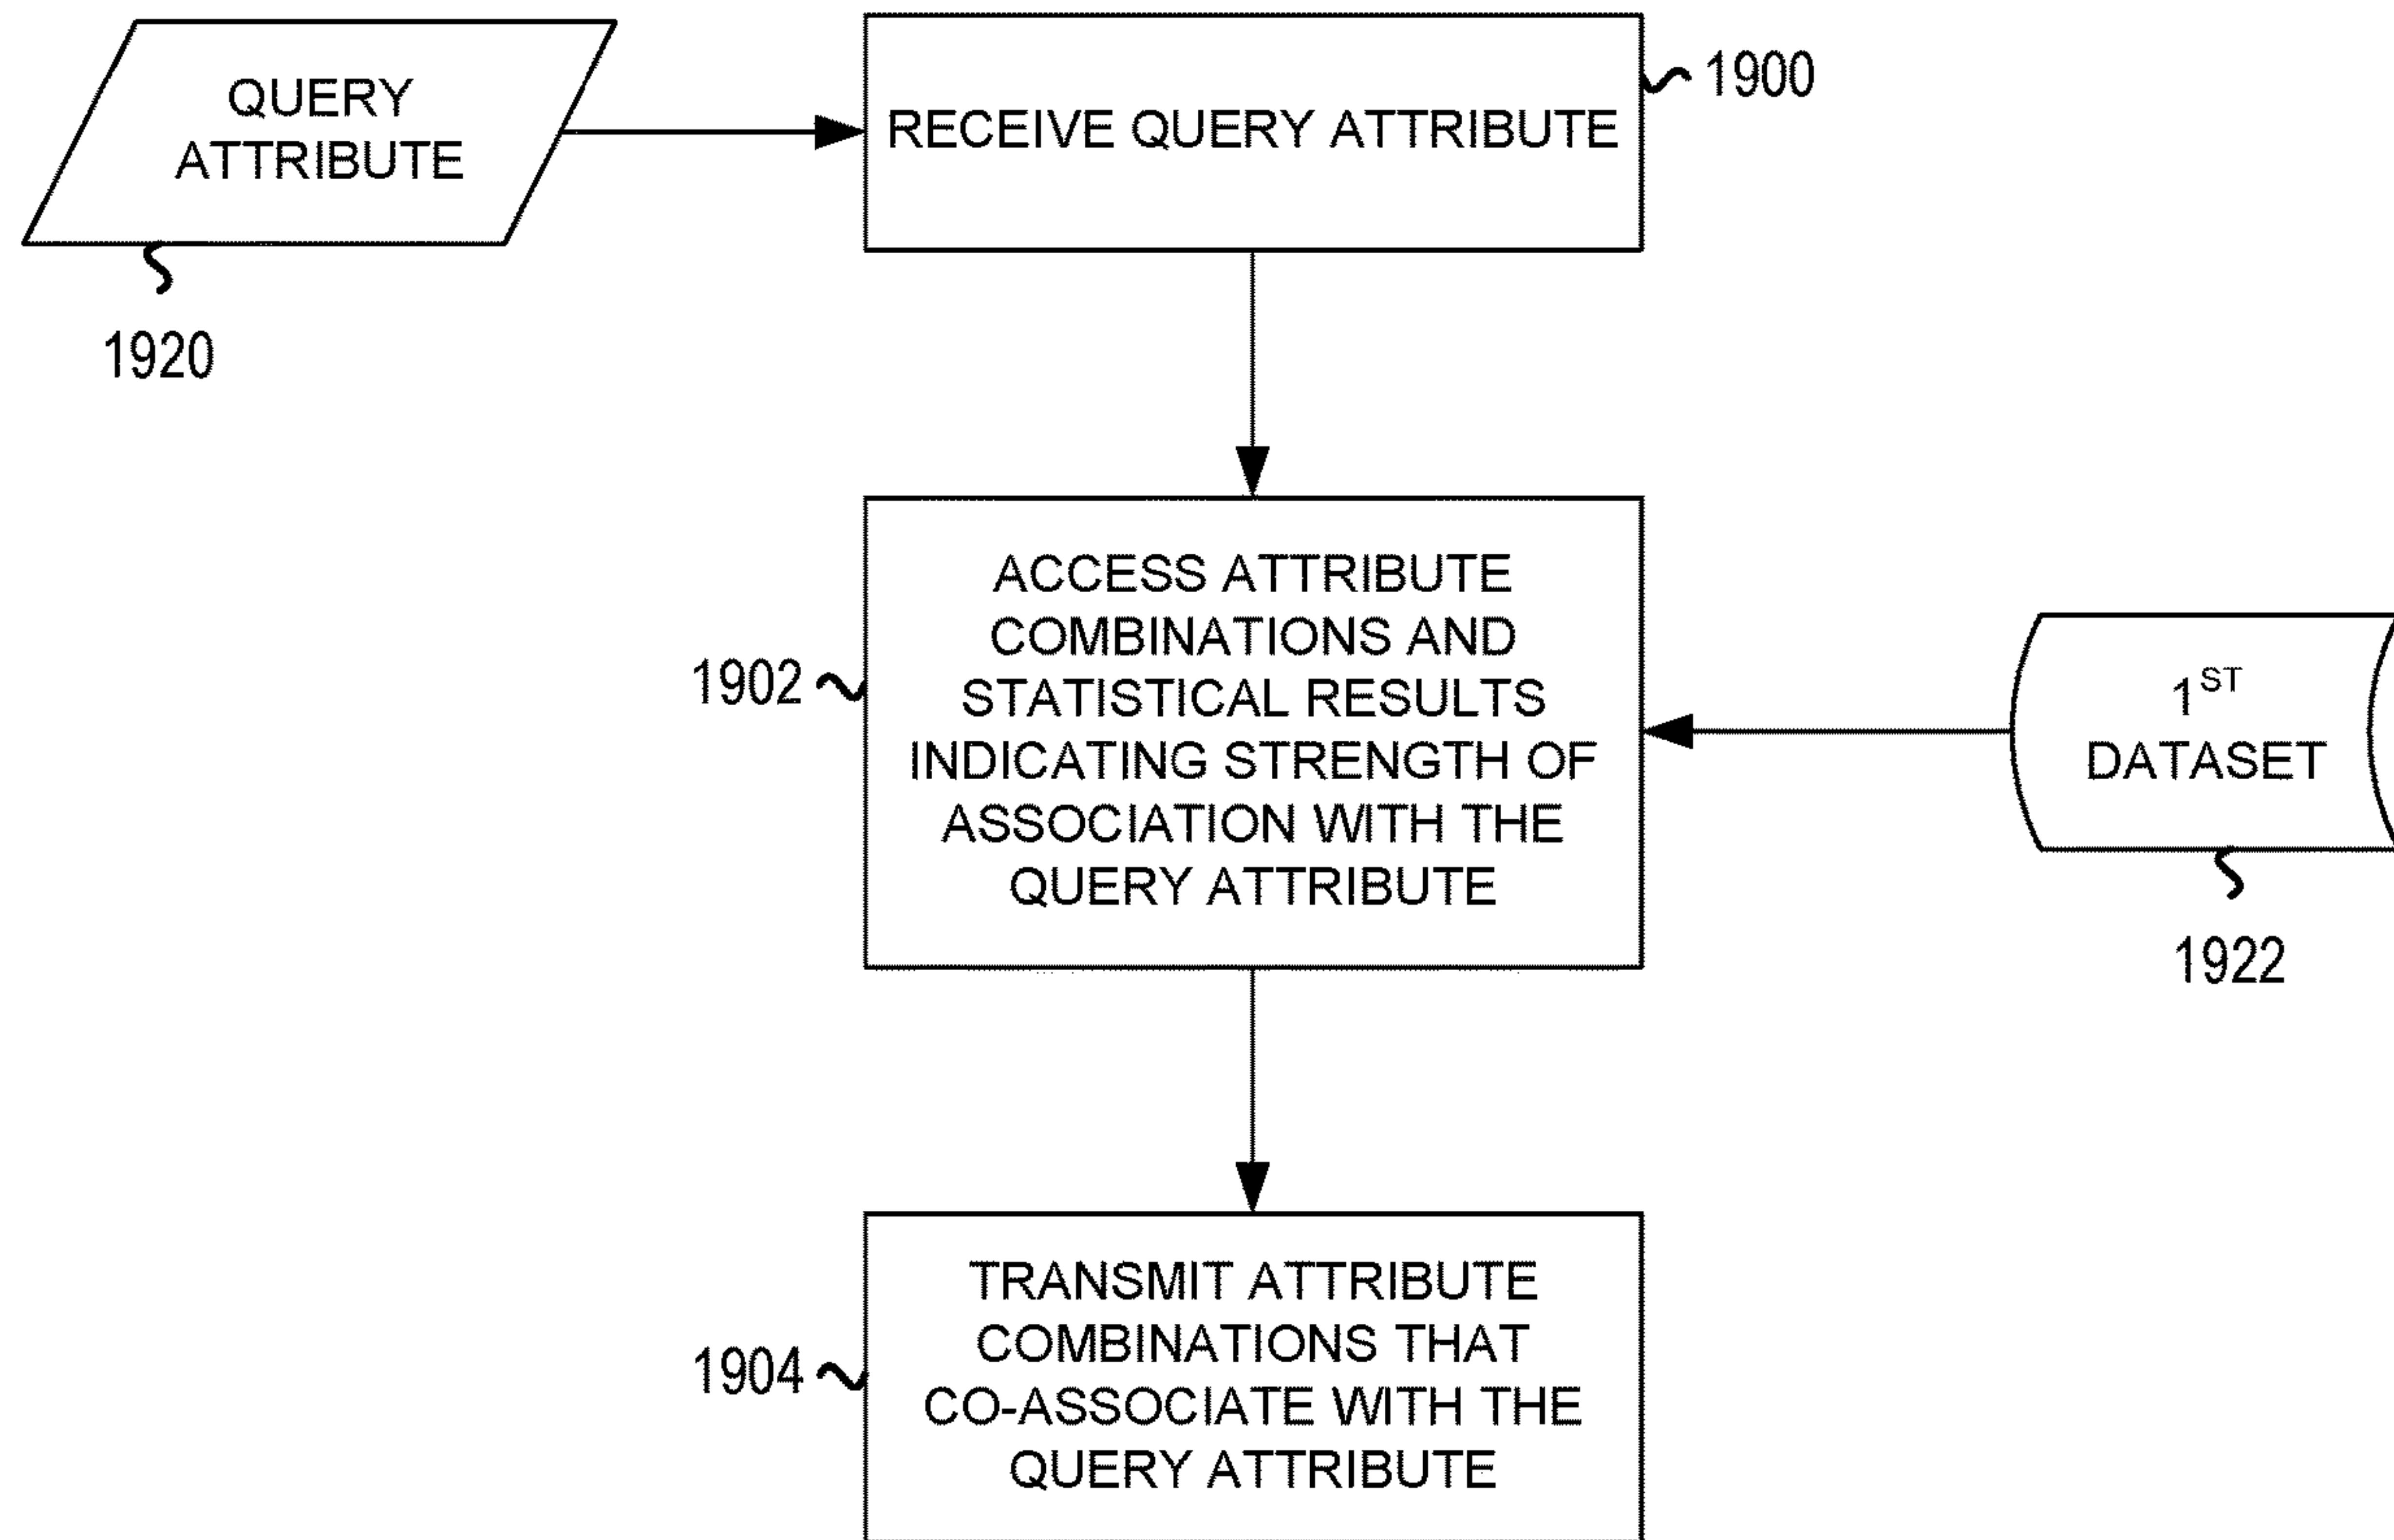 QUERY
ATTRIBUTE
1920
RECEIVE QUERY ATTRIBUTE
1900
ACCESS ATTRIBUTE
COMBINATIONS AND
STATISTICAL RESULTS
INDICATING STRENGTH OF
ASSOCIATION WITH THE
QUERY ATTRIBUTE
1902
1ST
DATASET
1922
TRANSMIT ATTRIBUTE
COMBINATIONS THAT
CO-ASSOCIATE WITH THE
QUERY ATTRIBUTE
1904